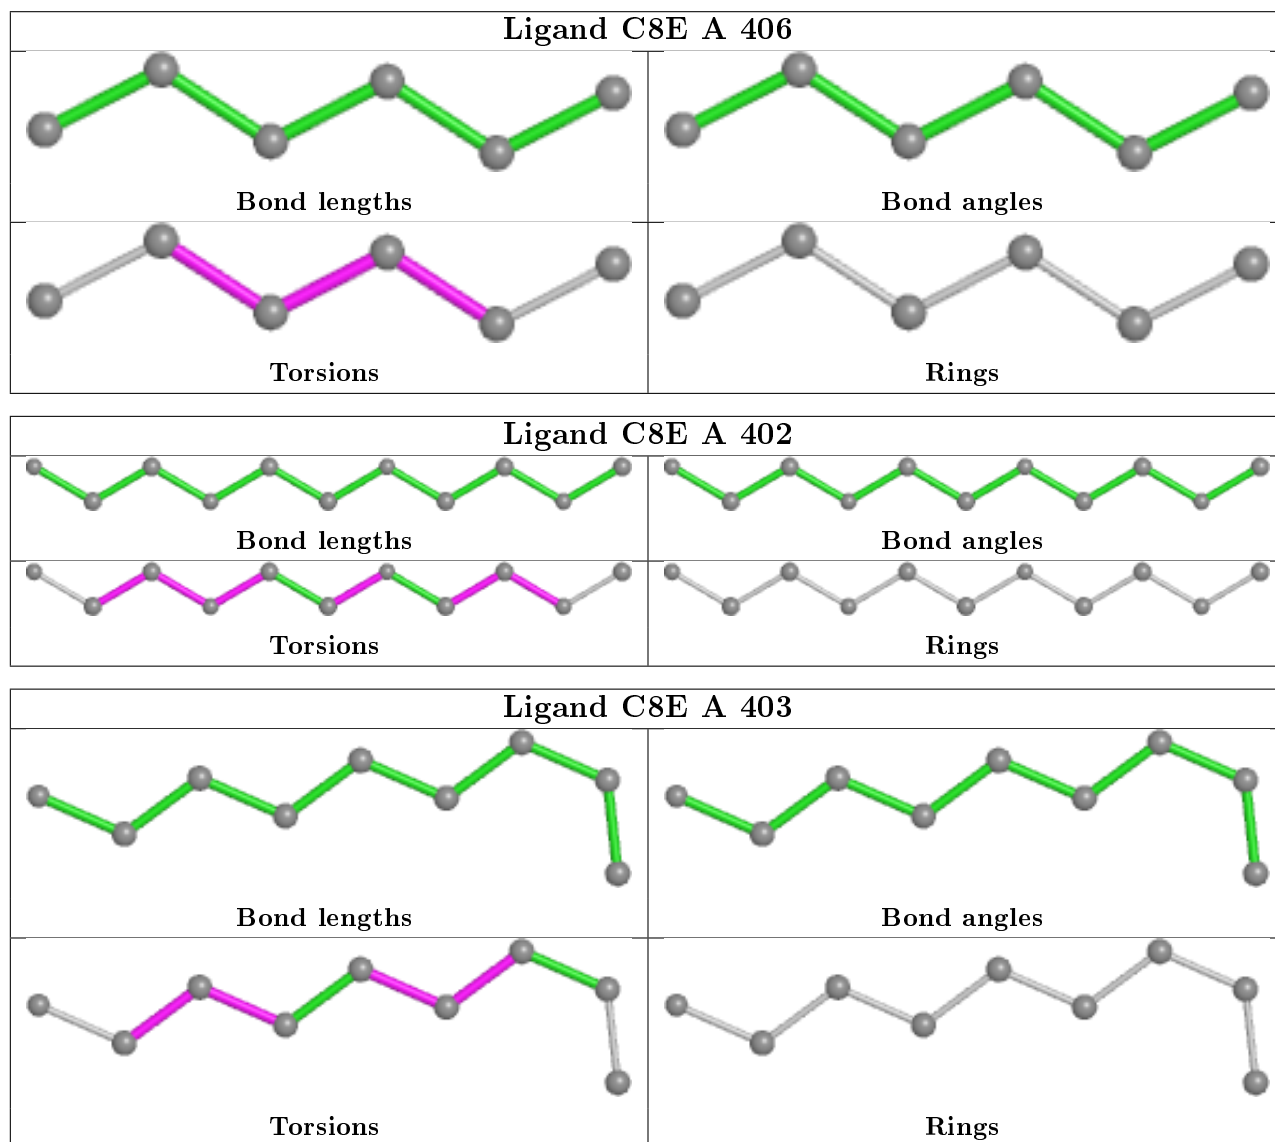 Ligand C8E A 406
Bond lengths
Bond angles
Torsions
Rings
Ligand C8E A 402
Bond lengths
Bond angles
Torsions
Rings
Ligand C8E A 403
Bond lengths
Bond angles
Torsions
Rings